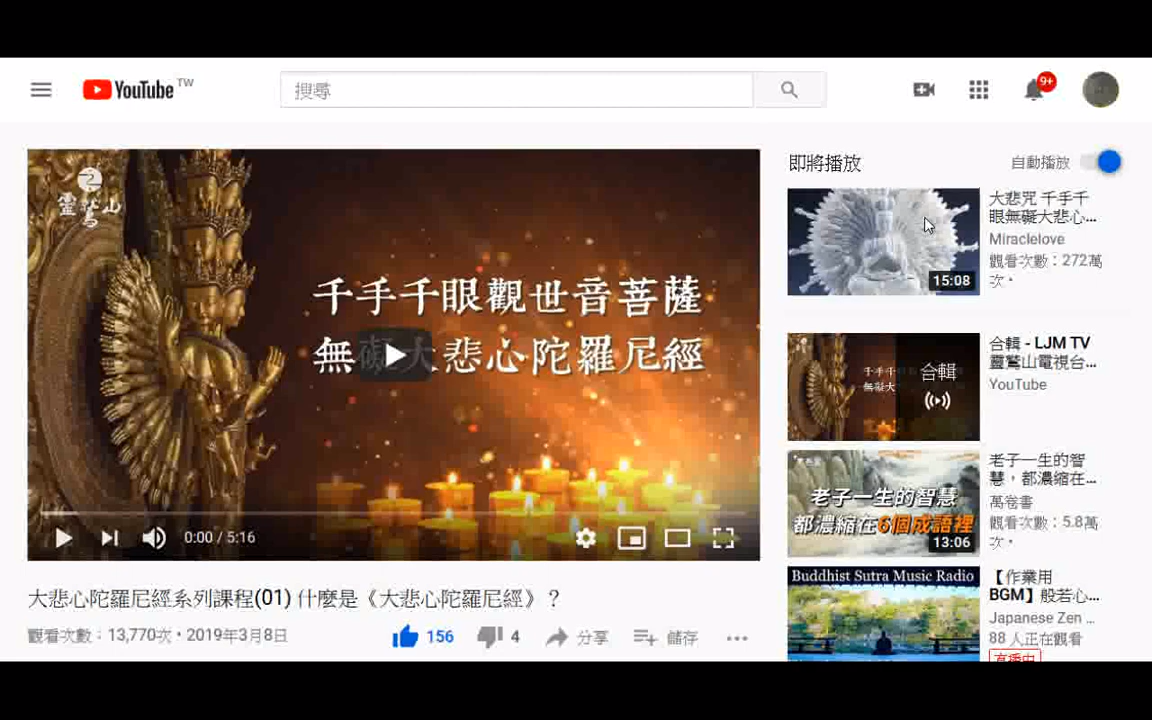 YouTube TW
搜尋
9+
靈鷲山
千手千眼觀世音菩薩
無礙大悲心陀羅尼經
0:00 / 5:16
大悲心陀羅尼經系列課程(01) 什麼是《大悲心陀羅尼經》？
觀看次數：13,770次 • 2019年3月8日
156
4
分享
儲存
即將播放
自動播放
15:08
大悲咒 千手千
眼無礙大悲心...
Miraclelove
觀看次數：272萬
次 •
千手千
無礙大
合輯
合輯 - LJM TV
靈鷲山電視台...
YouTube
老子一生的智慧
都濃縮在6個成語裡
13:06
老子一生的智
慧，都濃縮在...
萬卷書
觀看次數：5.8萬
次 •
Buddhist Sutra Music Radio
【作業用
BGM】般若心...
Japanese Zen ...
88 人正在觀看
直播中